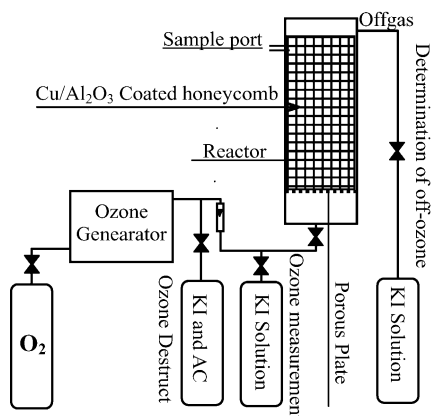 Offgas
Sample port
Cu/Al2O3 Coated honeycomb
Reactor
Determination of off-ozone
Ozone
Genearator
O2
Ozone Destruct
KI and AC
KI Solution
Ozone measuremen
Porous Plate
KI Solution